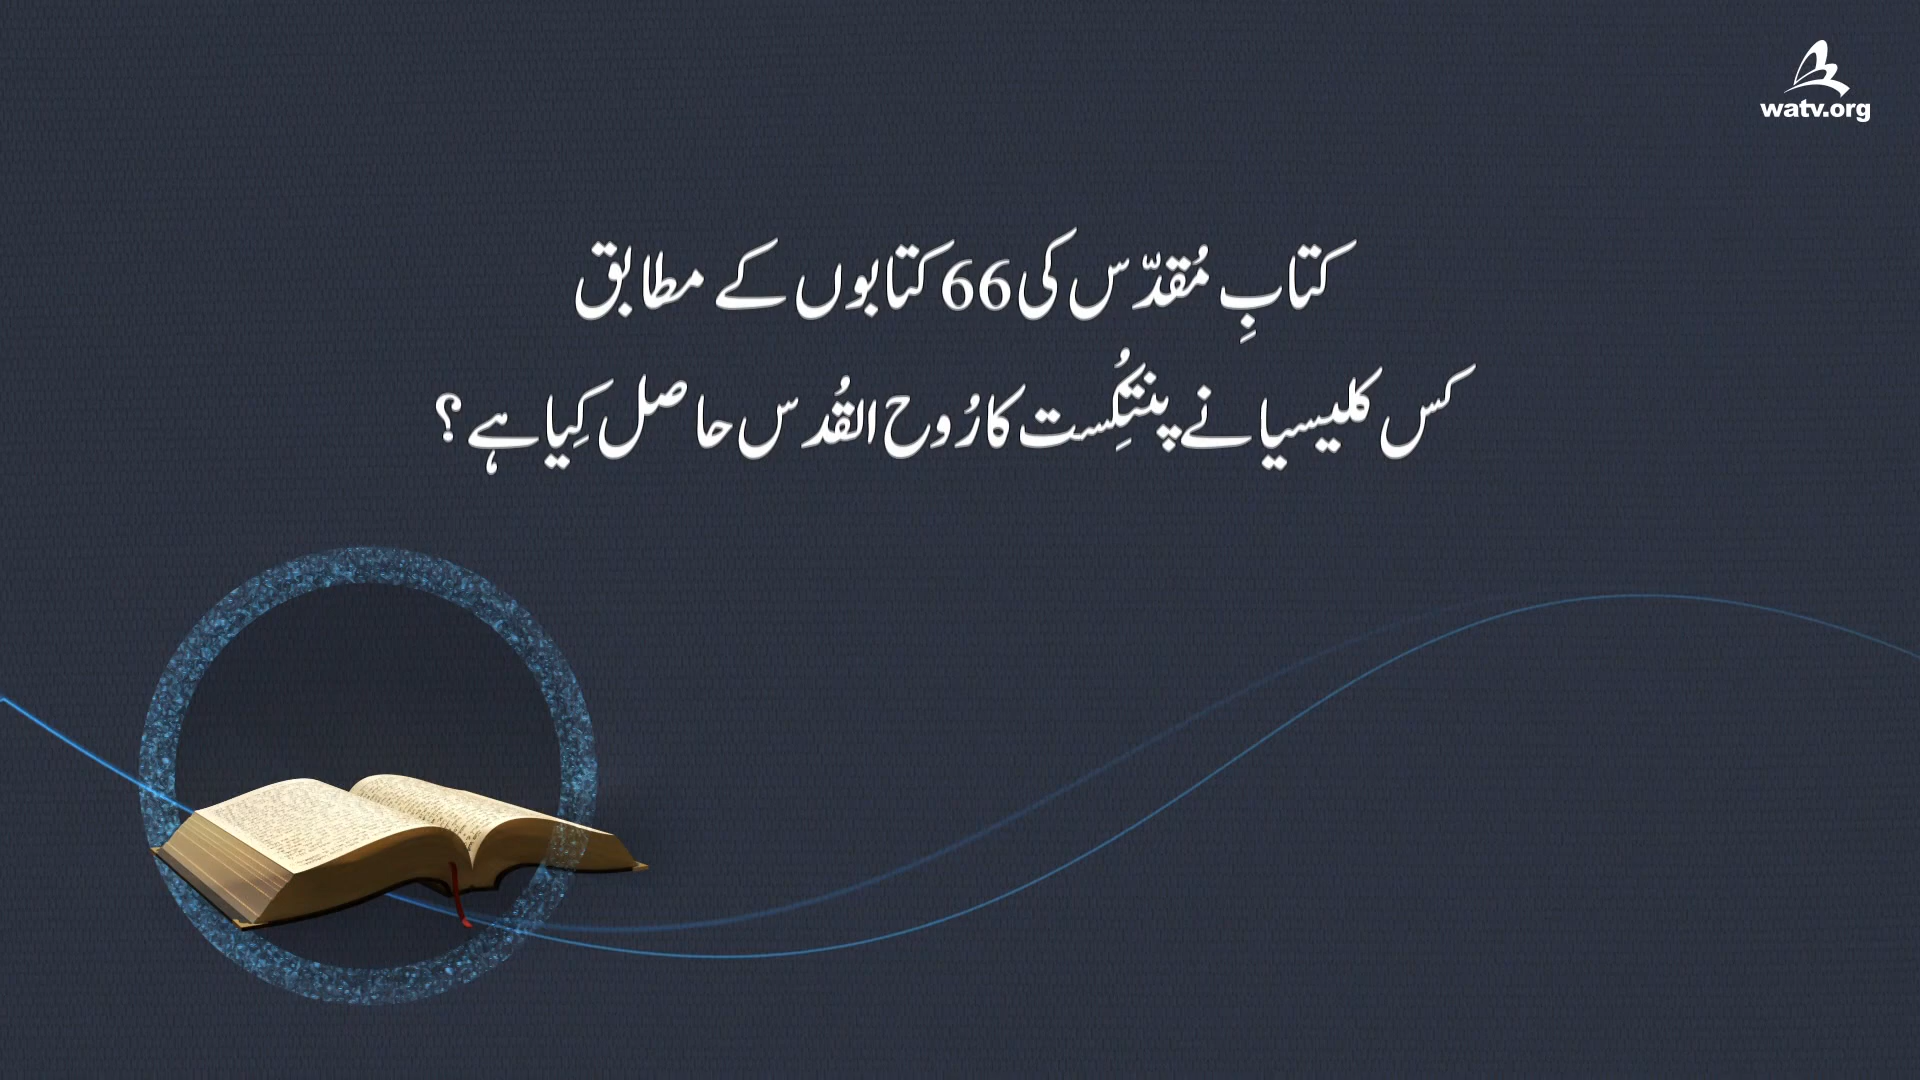 watv.org
کتابِ مُقدّس کی 66 کتابوں کے مطابق
کس کلیسیا نے پنتِکُست کا رُوح القُدس حاصل کِیا ہے؟